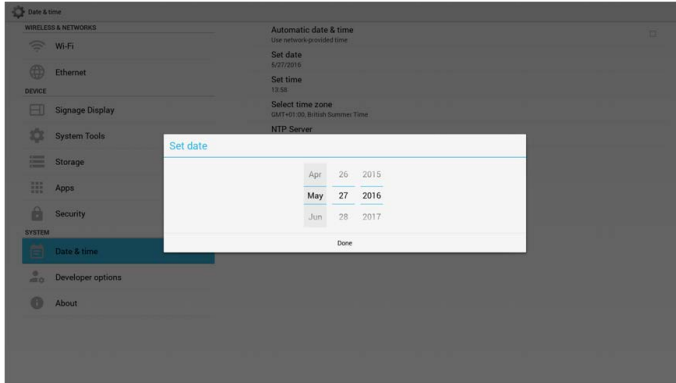 Date & time
WIRELESS & NETWORKS
Wi-Fi
Ethernet
DEVICE
Signage Display
System Tools
Storage
Apps
Security
SYSTEM
Date & time
Developer options
About
Automatic date & time
Use network-provided time
Set date
5/27/2016
Set time
13:58
Select time zone
GMT+01:00, British Summer Time
NTP Server
Set date
Apr 26 2015
May 27 2016
Jun 28 2017
Done